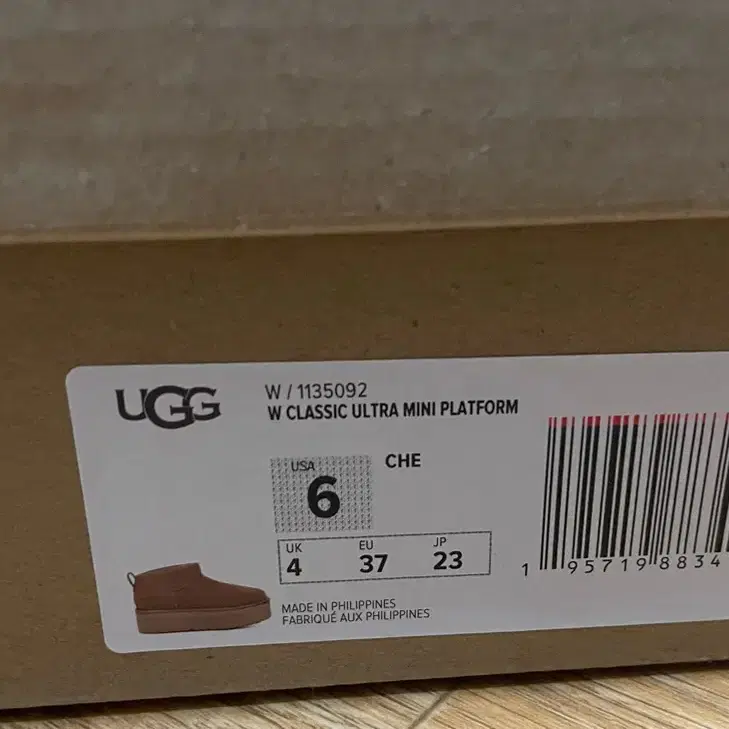 UGG
W / 1135092
W CLASSIC ULTRA MINI PLATFORM
USA
6
CHE
UK EU JP
4 37 23
MADE IN PHILIPPINES
FABRIQUÉ AUX PHILIPPINES
1 95719 8834